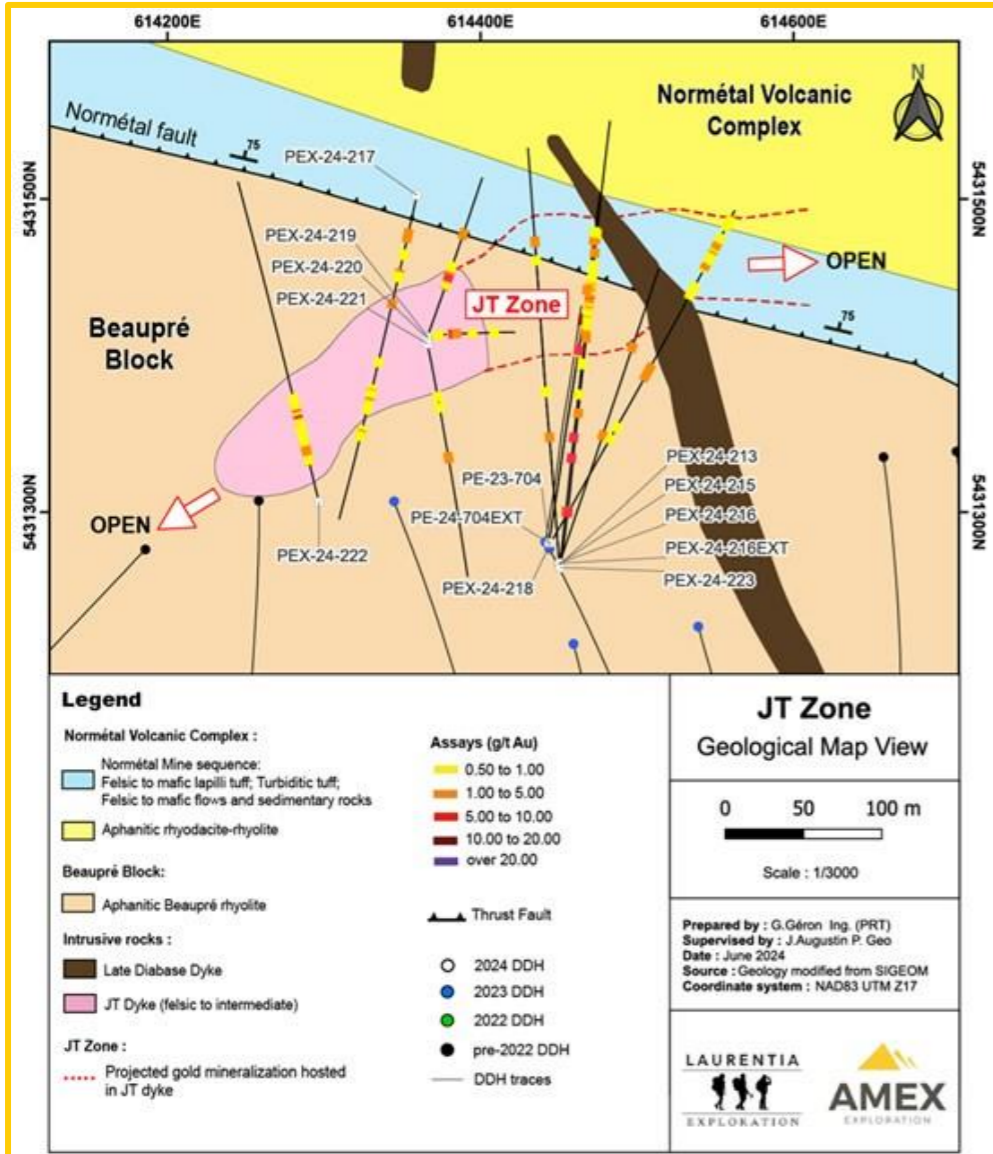 614200E
614400E
614600E
N
Normétal Volcanic
Complex
Normétal fault
75
PEX-24-217
5431500N
5431500N
PEX-24-219
PEX-24-220
PEX-24-221
OPEN
JT Zone
75
Beaupré
Block
PE-23-704
PEX-24-213
PEX-24-215
5431300N
5431300N
OPEN
PE-24-704EXT
PEX-24-216
PEX-24-222
PEX-24-216EXT
PEX-24-218
PEX-24-223
Legend
Normétal Volcanic Complex :
Normétal Mine sequence:
Felsic to mafic lapilli tuff; Turbiditic tuff;
Felsic to mafic flows and sedimentary rocks
Aphanitic rhyodacite-rhyolite
Beaupré Block:
Aphanitic Beaupré rhyolite
Intrusive rocks :
Late Diabase Dyke
JT Dyke (felsic to intermediate)
JT Zone :
Projected gold mineralization hosted
in JT dyke
Assays (g/t Au)
0.50 to 1.00
1.00 to 5.00
5.00 to 10.00
10.00 to 20.00
over 20.00
Thrust Fault
2024 DDH
2023 DDH
2022 DDH
pre-2022 DDH
DDH traces
JT Zone
Geological Map View
0 50 100 m
Scale : 1/3000
Prepared by : G.Géron Ing. (PRT)
Supervised by : J.Augustin P. Geo
Date : June 2024
Source : Geology modified from SIGEOM
Coordinate system : NAD83 UTM Z17
LAURENTIA
EXPLORATION
AMEX
EXPLORATION